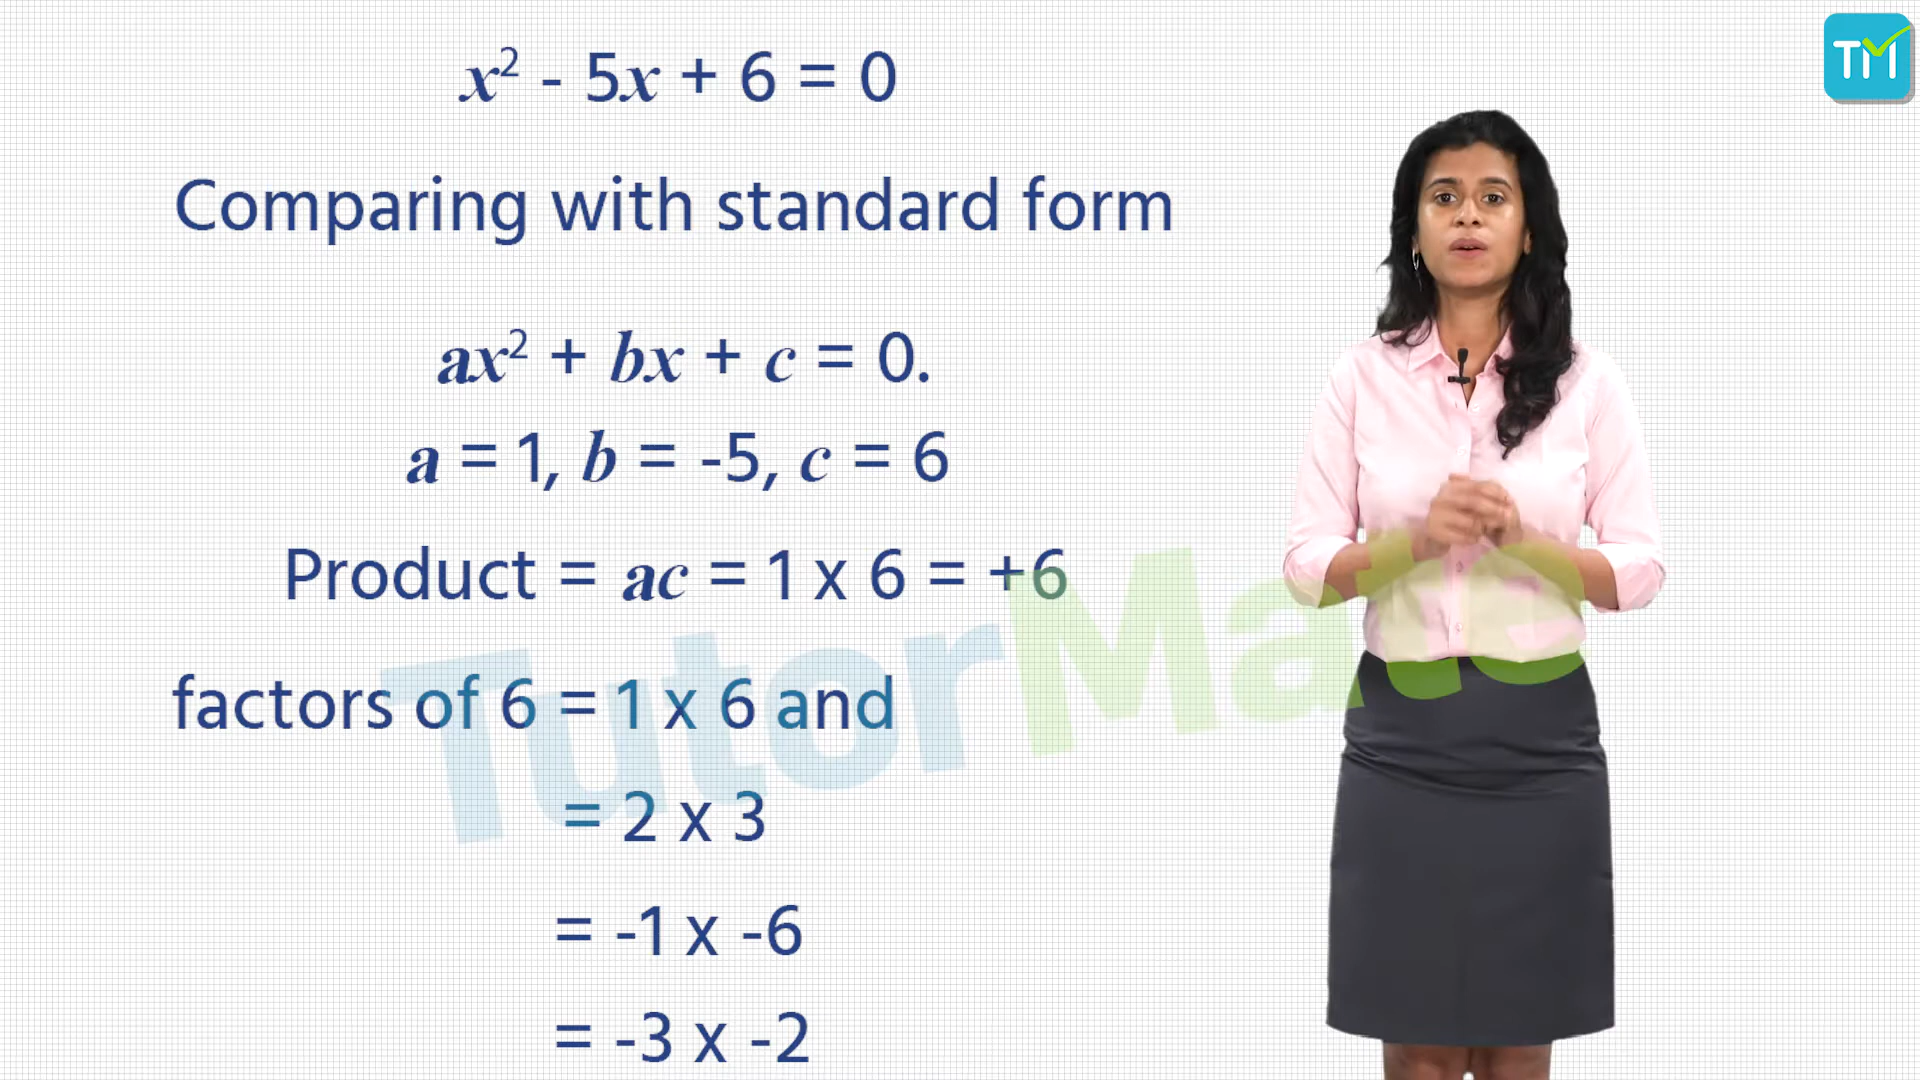 TM
x² - 5x + 6 = 0
Comparing with standard form
ax² + bx + c = 0.
a = 1, b = -5, c = 6
Product = ac = 1 x 6 = +6
factors of 6 = 1 x 6 and
= 2 x 3
= -1 x -6
= -3 x -2
TutorMate